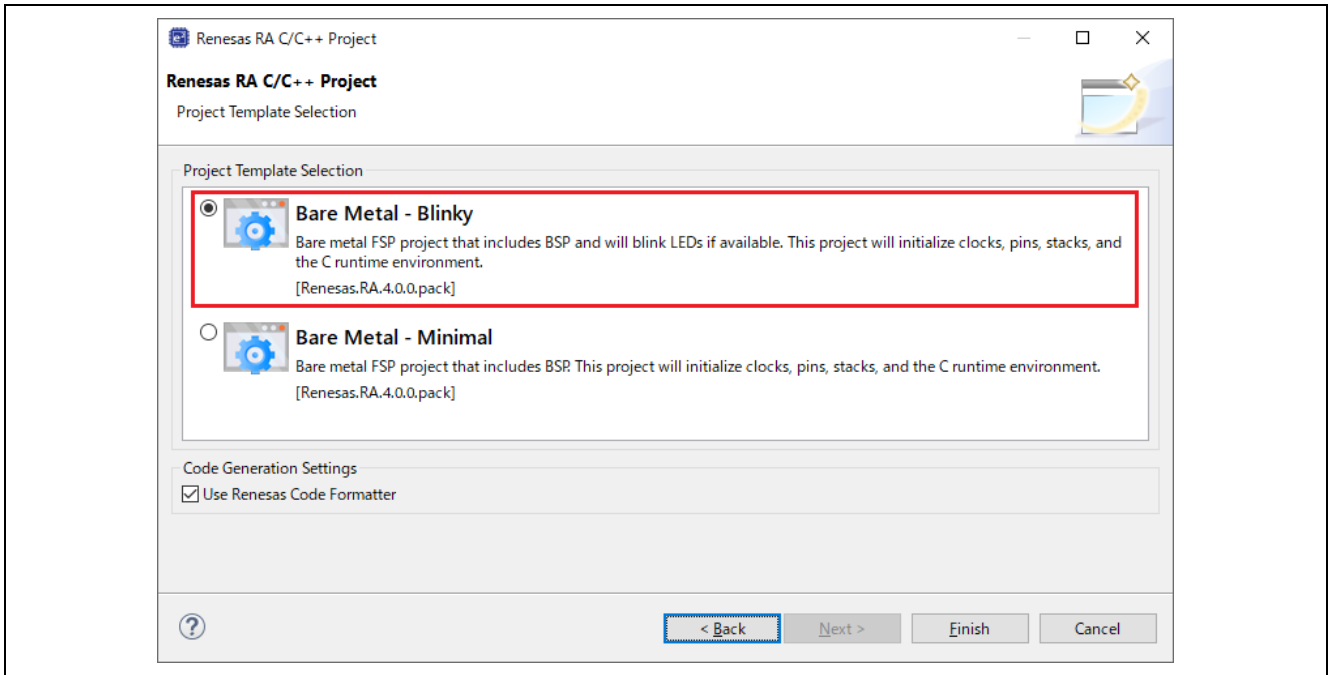 Renesas RA C/C++ Project
Renesas RA C/C++ Project
Project Template Selection
Project Template Selection
Bare Metal - Blinky
Bare metal FSP project that includes BSP and will blink LEDs if available. This project will initialize clocks, pins, stacks, and
the C runtime environment.
[Renesas.RA.4.0.0.pack]
Bare Metal - Minimal
Bare metal FSP project that includes BSP. This project will initialize clocks, pins, stacks, and the C runtime environment.
[Renesas.RA.4.0.0.pack]
Code Generation Settings
Use Renesas Code Formatter
? < Back Next > Finish Cancel